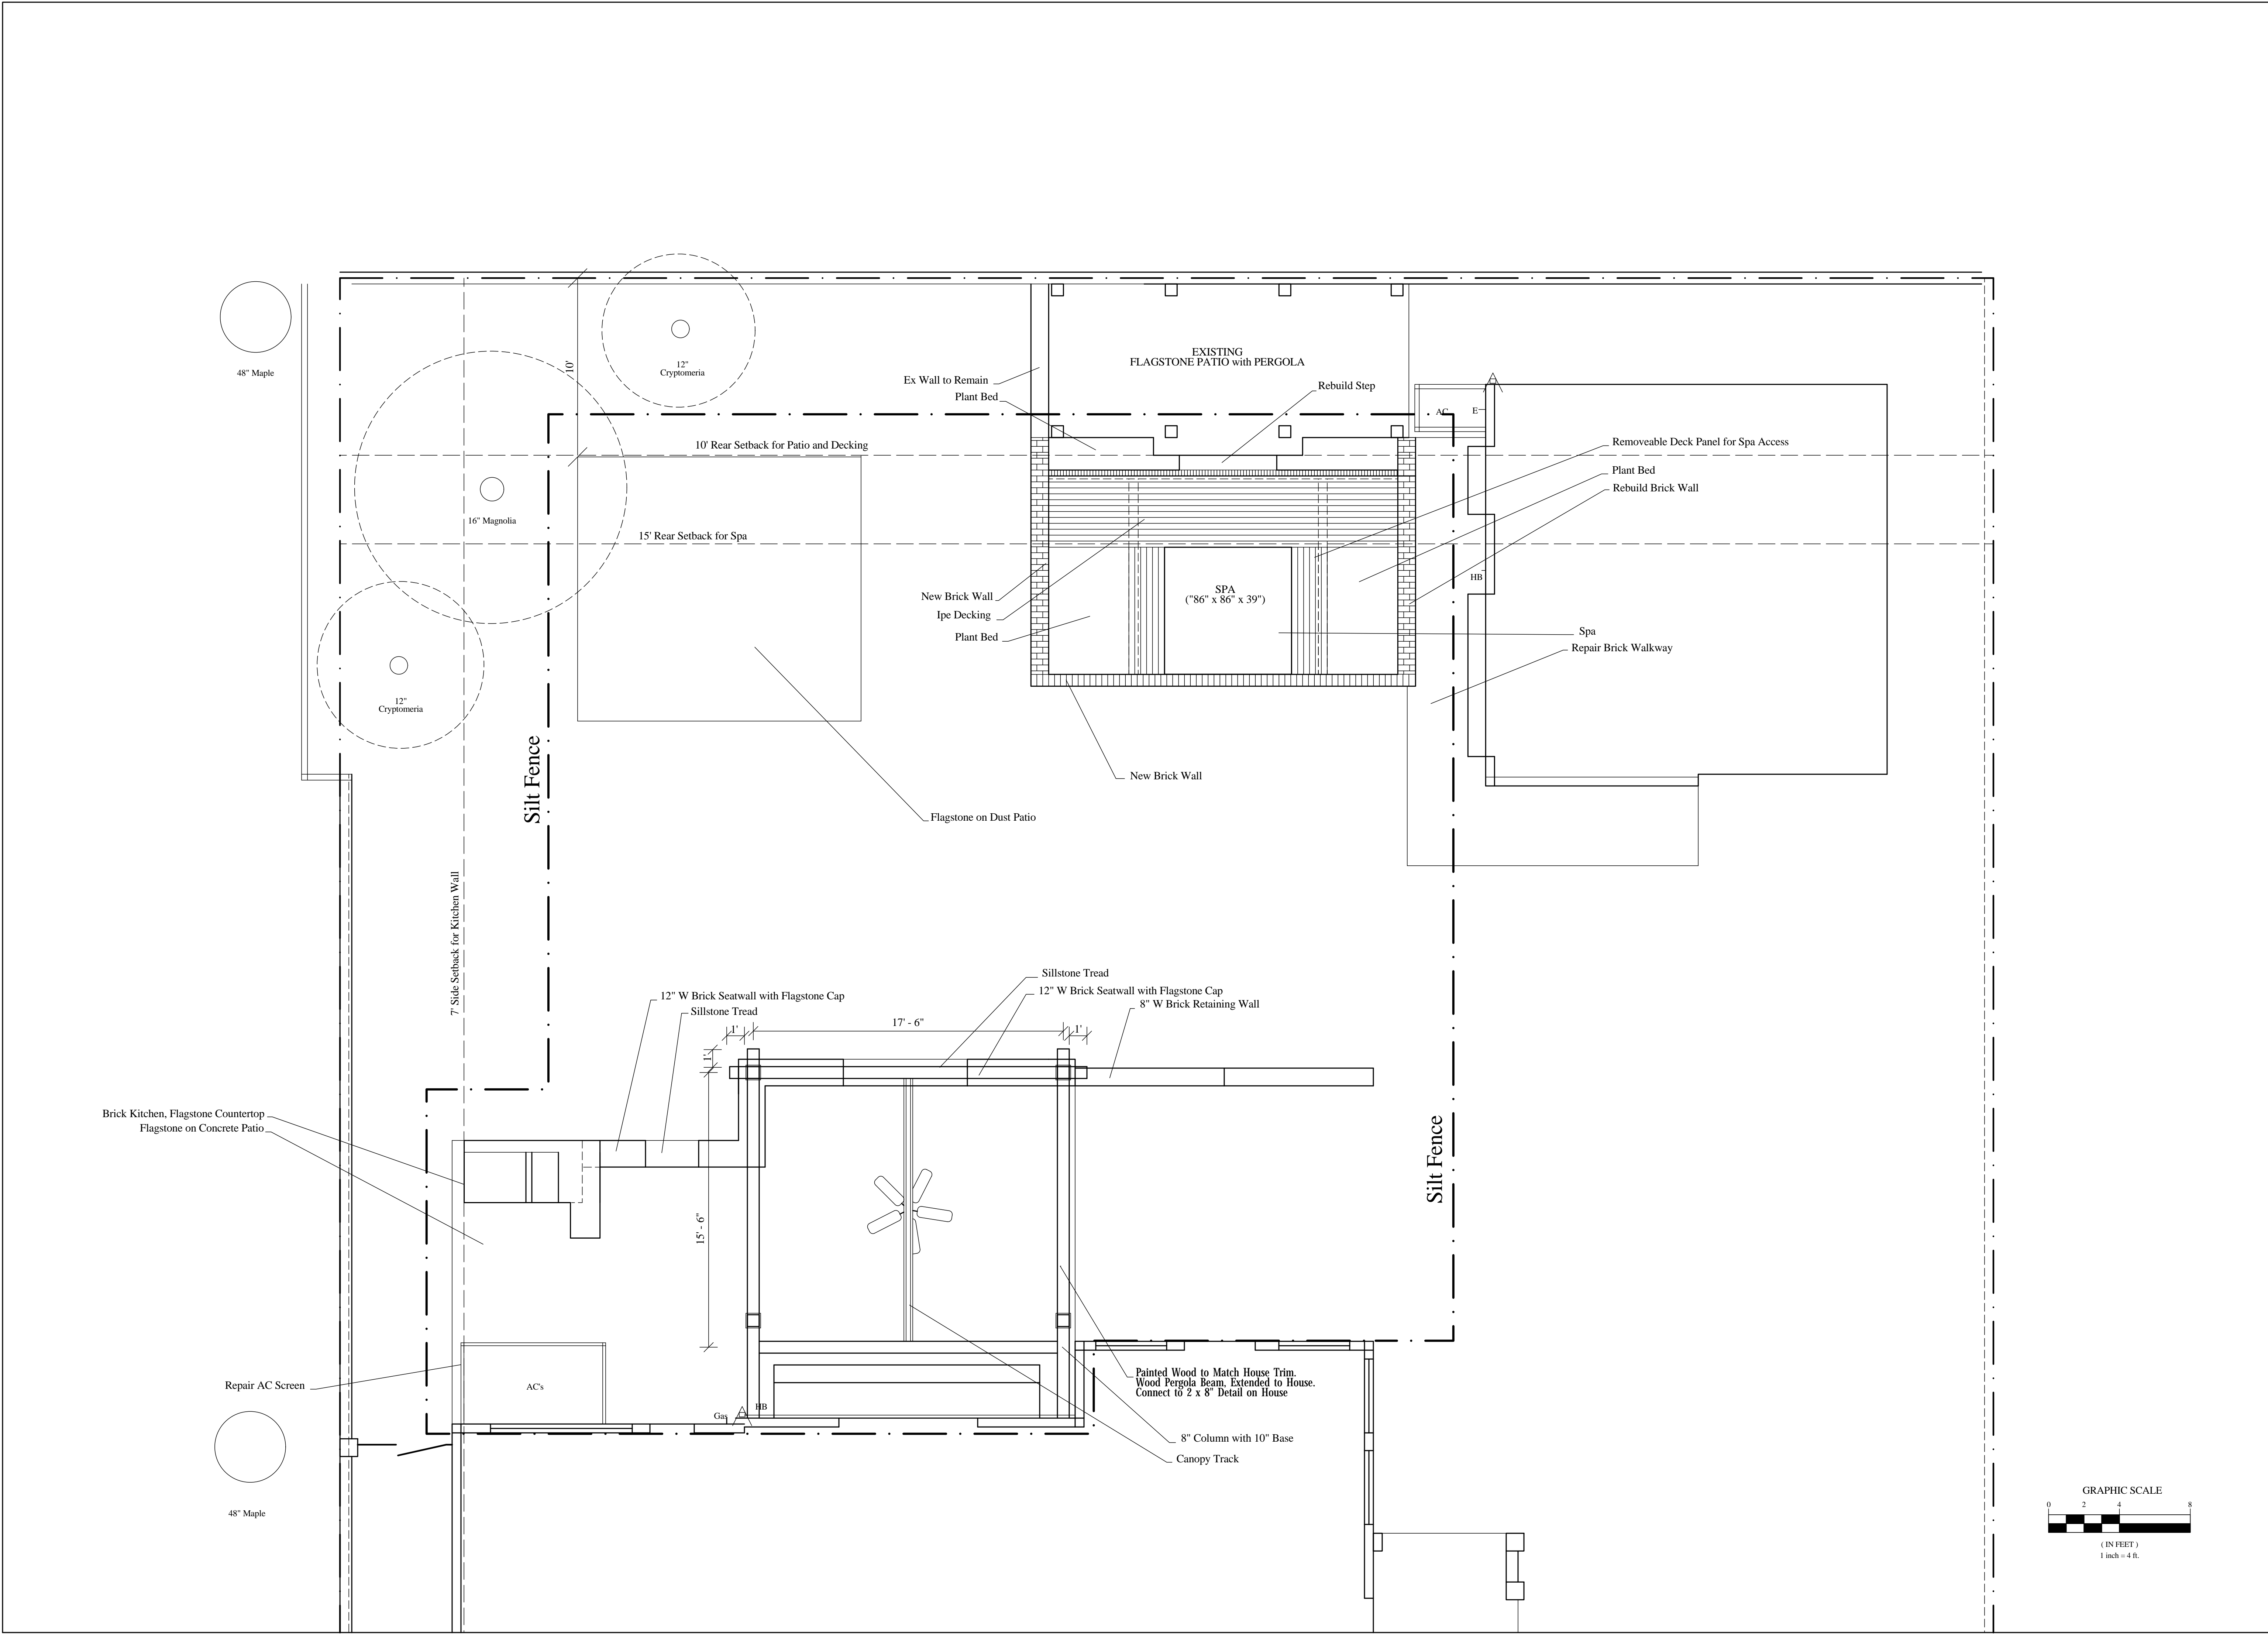 48" Maple
12"
Cryptomeria
10'
EXISTING
FLAGSTONE PATIO with PERGOLA
Ex Wall to Remain
Plant Bed
Rebuild Step
AC
E
10' Rear Setback for Patio and Decking
Removeable Deck Panel for Spa Access
Plant Bed
Rebuild Brick Wall
16" Magnolia
15' Rear Setback for Spa
HB
SPA
("86" x 86" x 39")
New Brick Wall
Ipe Decking
Plant Bed
Spa
Repair Brick Walkway
12"
Cryptomeria
Silt Fence
New Brick Wall
Flagstone on Dust Patio
7' Side Setback for Kitchen Wall
Sillstone Tread
12" W Brick Seatwall with Flagstone Cap
12" W Brick Seatwall with Flagstone Cap
8" W Brick Retaining Wall
Sillstone Tread
1'
17' - 6"
1'
1'
Brick Kitchen, Flagstone Countertop
Flagstone on Concrete Patio
Silt Fence
15' - 6"
Painted Wood to Match House Trim.
Wood Pergola Beam, Extended to House.
Connect to 2 x 8" Detail on House
Repair AC Screen
AC's
Gas
HB
8" Column with 10" Base
Canopy Track
48" Maple
GRAPHIC SCALE
0 2 4 8
( IN FEET )
1 inch = 4 ft.